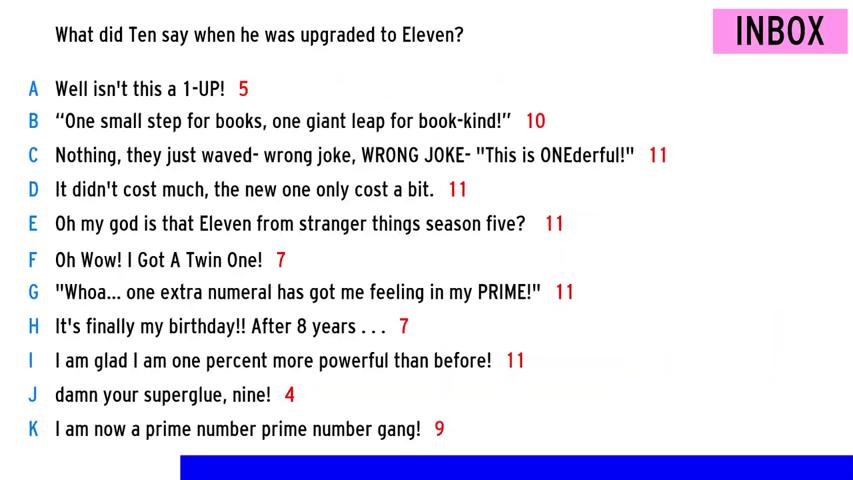 What did Ten say when he was upgraded to Eleven?
INBOX
A Well isn't this a 1-UP! 5
B “One small step for books, one giant leap for book-kind!” 10
C Nothing, they just waved- wrong joke, WRONG JOKE- "This is ONEderful!" 11
D It didn't cost much, the new one only cost a bit. 11
E Oh my god is that Eleven from stranger things season five? 11
F Oh Wow! I Got A Twin One! 7
G "Whoa... one extra numeral has got me feeling in my PRIME!" 11
H It's finally my birthday!! After 8 years . . . 7
I I am glad I am one percent more powerful than before! 11
J damn your superglue, nine! 4
K I am now a prime number prime number gang! 9